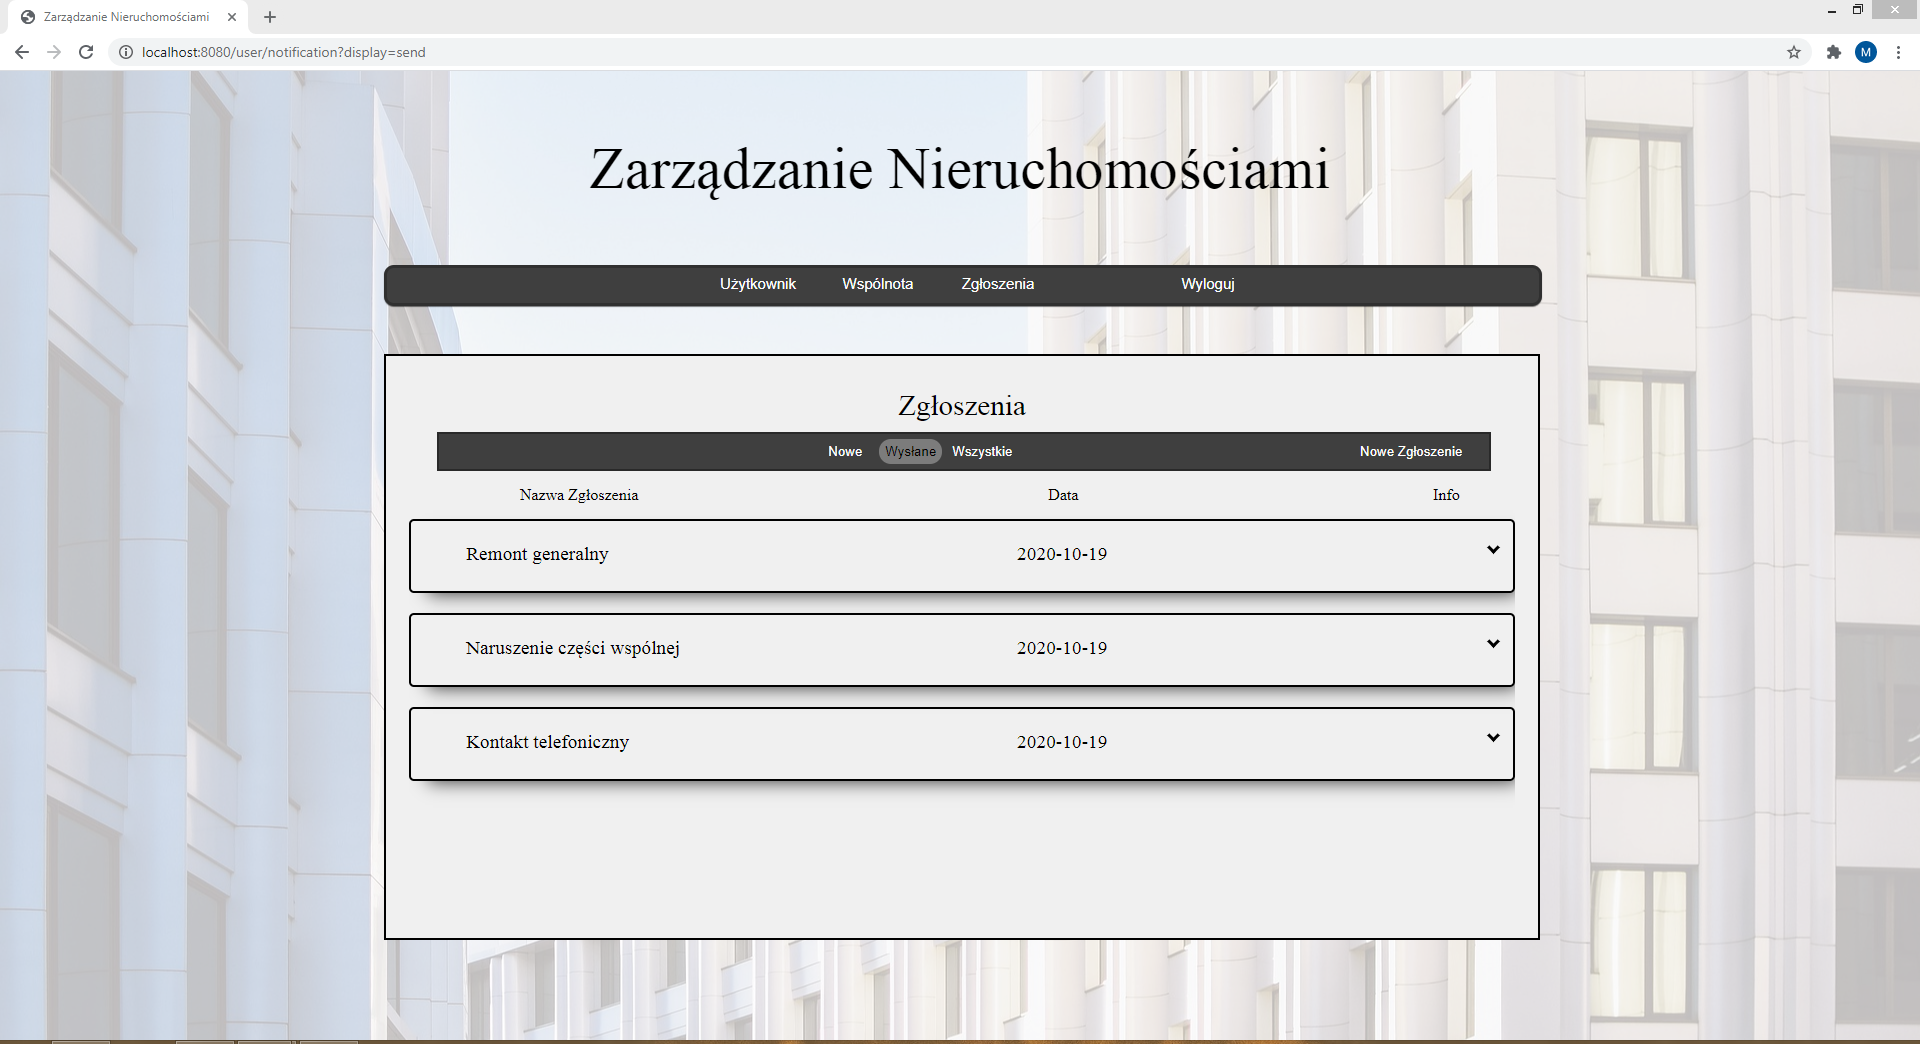 Zarządzanie Nieruchomościami
localhost:8080/user/notification?display=send
M
Zarządzanie Nieruchomościami
Użytkownik Wspólnota Zgłoszenia Wyloguj
Zgłoszenia
Nowe Wysłane Wszystkie Nowe Zgłoszenie
Nazwa Zgłoszenia Data Info
Remont generalny 2020-10-19
Naruszenie części wspólnej 2020-10-19
Kontakt telefoniczny 2020-10-19